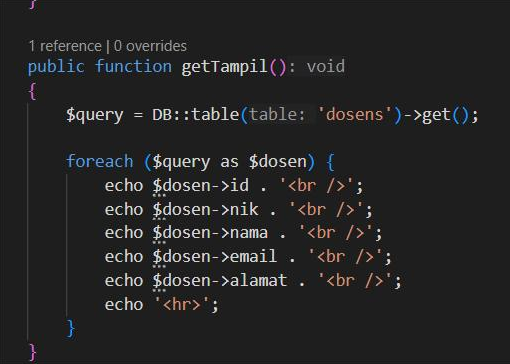 }
1 reference | 0 overrides
public function getTampil(): void
{
$query = DB::table(table: 'dosens')->get();
foreach ($query as $dosen) {
echo $dosen->id . '<br />';
echo $dosen->nik . '<br />';
echo $dosen->nama . '<br />';
echo $dosen->email . '<br />';
echo $dosen->alamat . '<br />';
echo '<hr>';
}
}